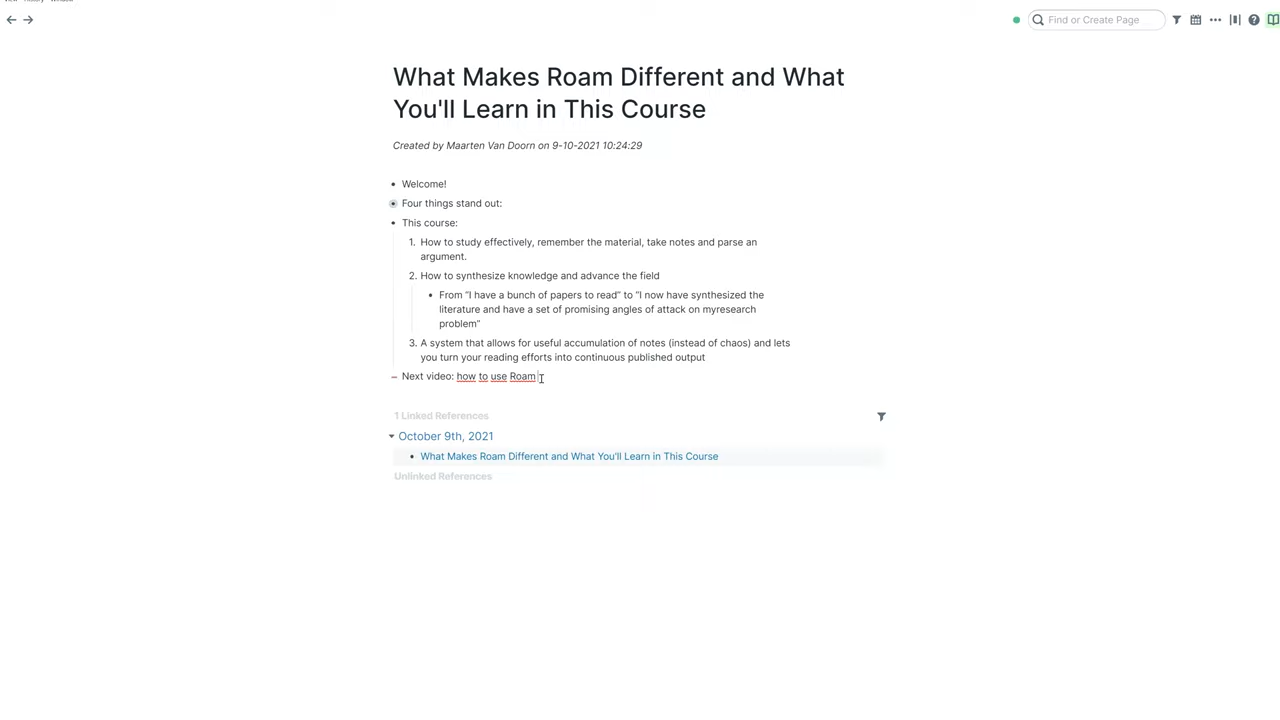 Find or Create Page
What Makes Roam Different and What
You'll Learn in This Course
Created by Maarten Van Doorn on 9-10-2021 10:24:29
• Welcome!
• Four things stand out:
• This course:
1. How to study effectively, remember the material, take notes and parse an
argument.
2. How to synthesize knowledge and advance the field
• From “I have a bunch of papers to read” to “I now have synthesized the
literature and have a set of promising angles of attack on myresearch
problem”
3. A system that allows for useful accumulation of notes (instead of chaos) and lets
you turn your reading efforts into continuous published output
Next video: how to use Roam
1 Linked References
October 9th, 2021
• What Makes Roam Different and What You'll Learn in This Course
Unlinked References